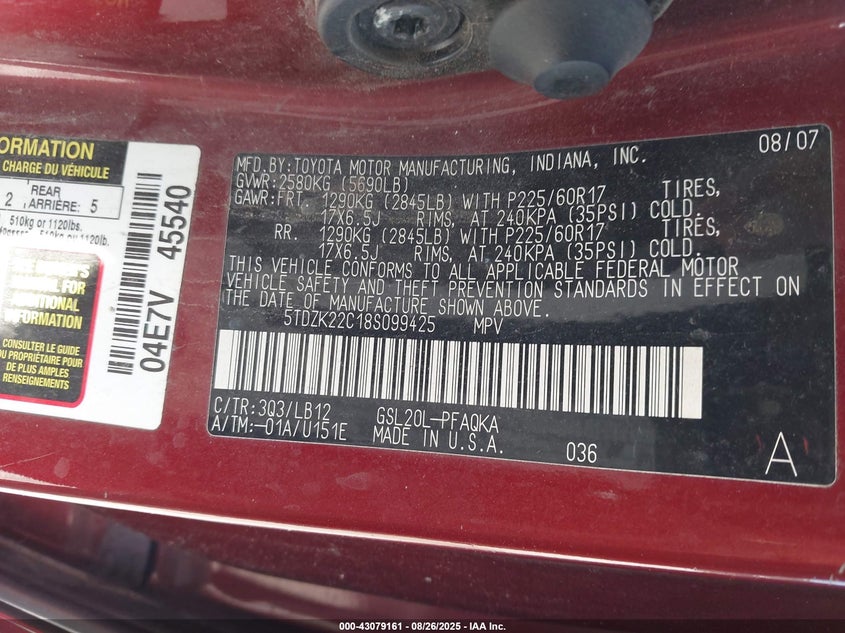 ORMATION
CHARGE DU VÉHICULE
2 REAR 5
ARRIÈRE:
510kg or 1120lbs.
510kg or 1120lb.
INFORMATION
CONSULTER LE GUIDE
DU PROPRIÉTAIRE POUR
DE PLUS AMPLES
RENSEIGNEMENTS
04E7V 45540
08/07
MFD.BY:TOYOTA MOTOR MANUFACTURING, INDIANA, INC.
GVWR:2580KG (5690LB)
GAWR:FRT. 1290KG (2845LB) WITH P225/60R17 TIRES,
17X6.5J RIMS, AT 240KPA (35PSI) COLD.
RR. 1290KG (2845LB) WITH P225/60R17 TIRES,
17X6.5J RIMS, AT 240KPA (35PSI) COLD.
THIS VEHICLE CONFORMS TO ALL APPLICABLE FEDERAL MOTOR
VEHICLE SAFETY AND THEFT PREVENTION STANDARDS IN EFFECT ON
THE DATE OF MANUFACTURE SHOWN ABOVE.
5TDZK22C18S099425 MPV
C/TR:3Q3/LB12 GSL20L-PFAQKA
A/TM:-01A/U151E MADE IN U.S.A.
036 A
000-43079161 - 08/26/2025 - IAA Inc.